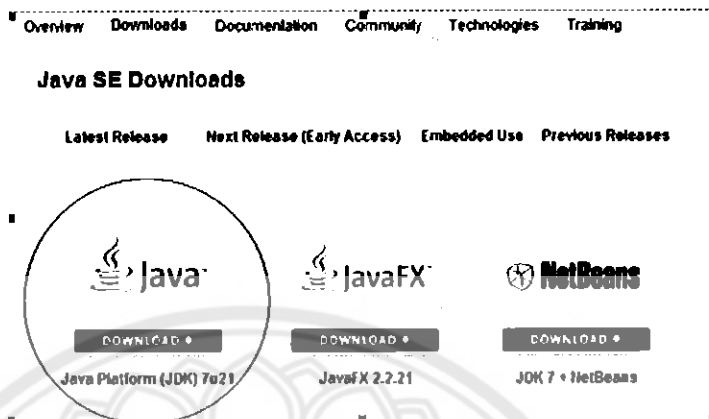 Overview Downloads Documentation Community Technologies Training
Java SE Downloads
Latest Release Next Release (Early Access) Embedded Use Previous Releases
Java JavaFX NetBeans
DOWNLOAD DOWNLOAD DOWNLOAD
Java Platform (JDK) 7u21 JavaFX 2.2.21 JDK 7 + NetBeans